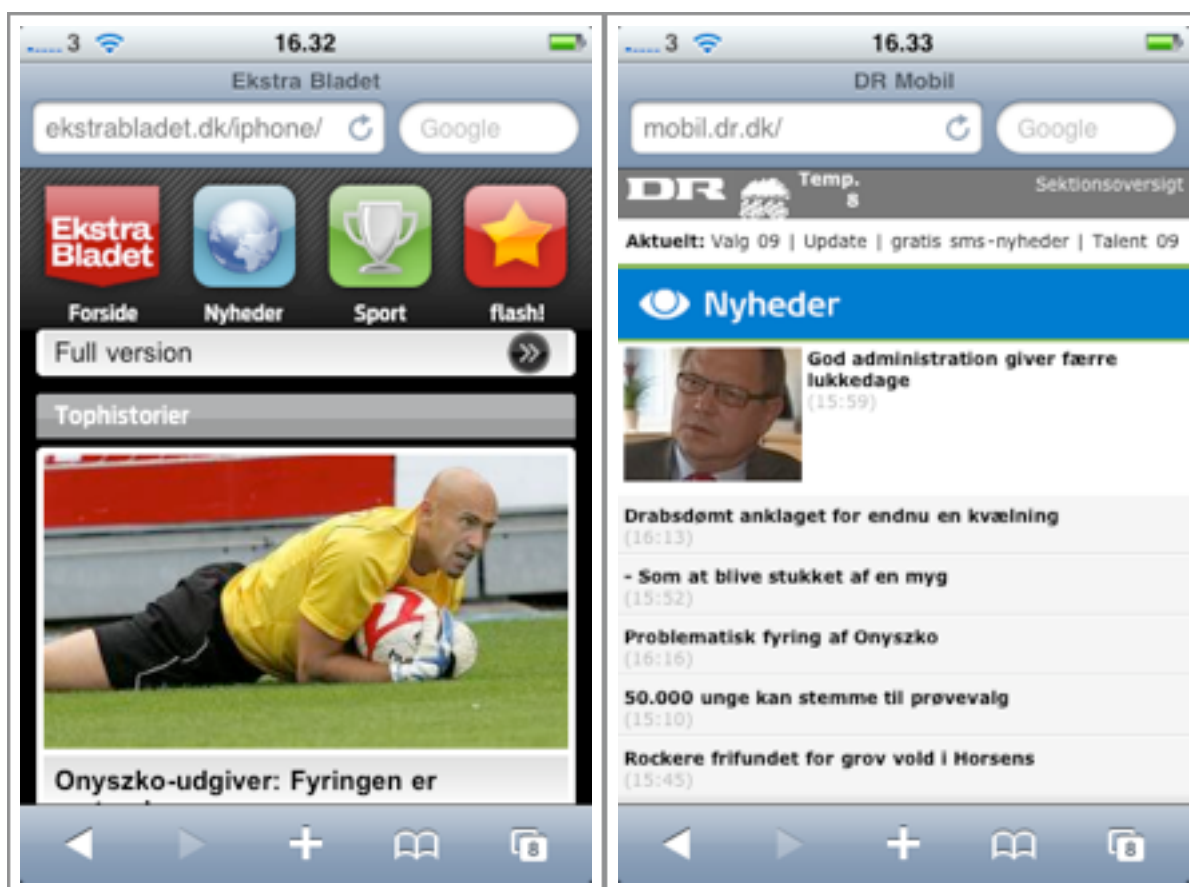 3 16.32
Ekstra Bladet
ekstrabladet.dk/iphone/ Google
Ekstra
Bladet
Forside Nyheder Sport flash!
Full version
Tophistorier
Onyszko-udgiver: Fyringen er
8
3 16.33
DR Mobil
mobil.dr.dk/ Google
DR Temp. 8 Sektionsoversigt
Aktuelt: Valg 09 | Update | gratis sms-nyheder | Talent 09
Nyheder
God administration giver færre
lukkedage
(15:59)
Drabsdømt anklaget for endnu en kvælning
(16:13)
- Som at blive stukket af en myg
(15:52)
Problematisk fyring af Onyszko
(16:16)
50.000 unge kan stemme til prøvevalg
(15:10)
Rockere frifundet for grov vold i Horsens
(15:45)
8